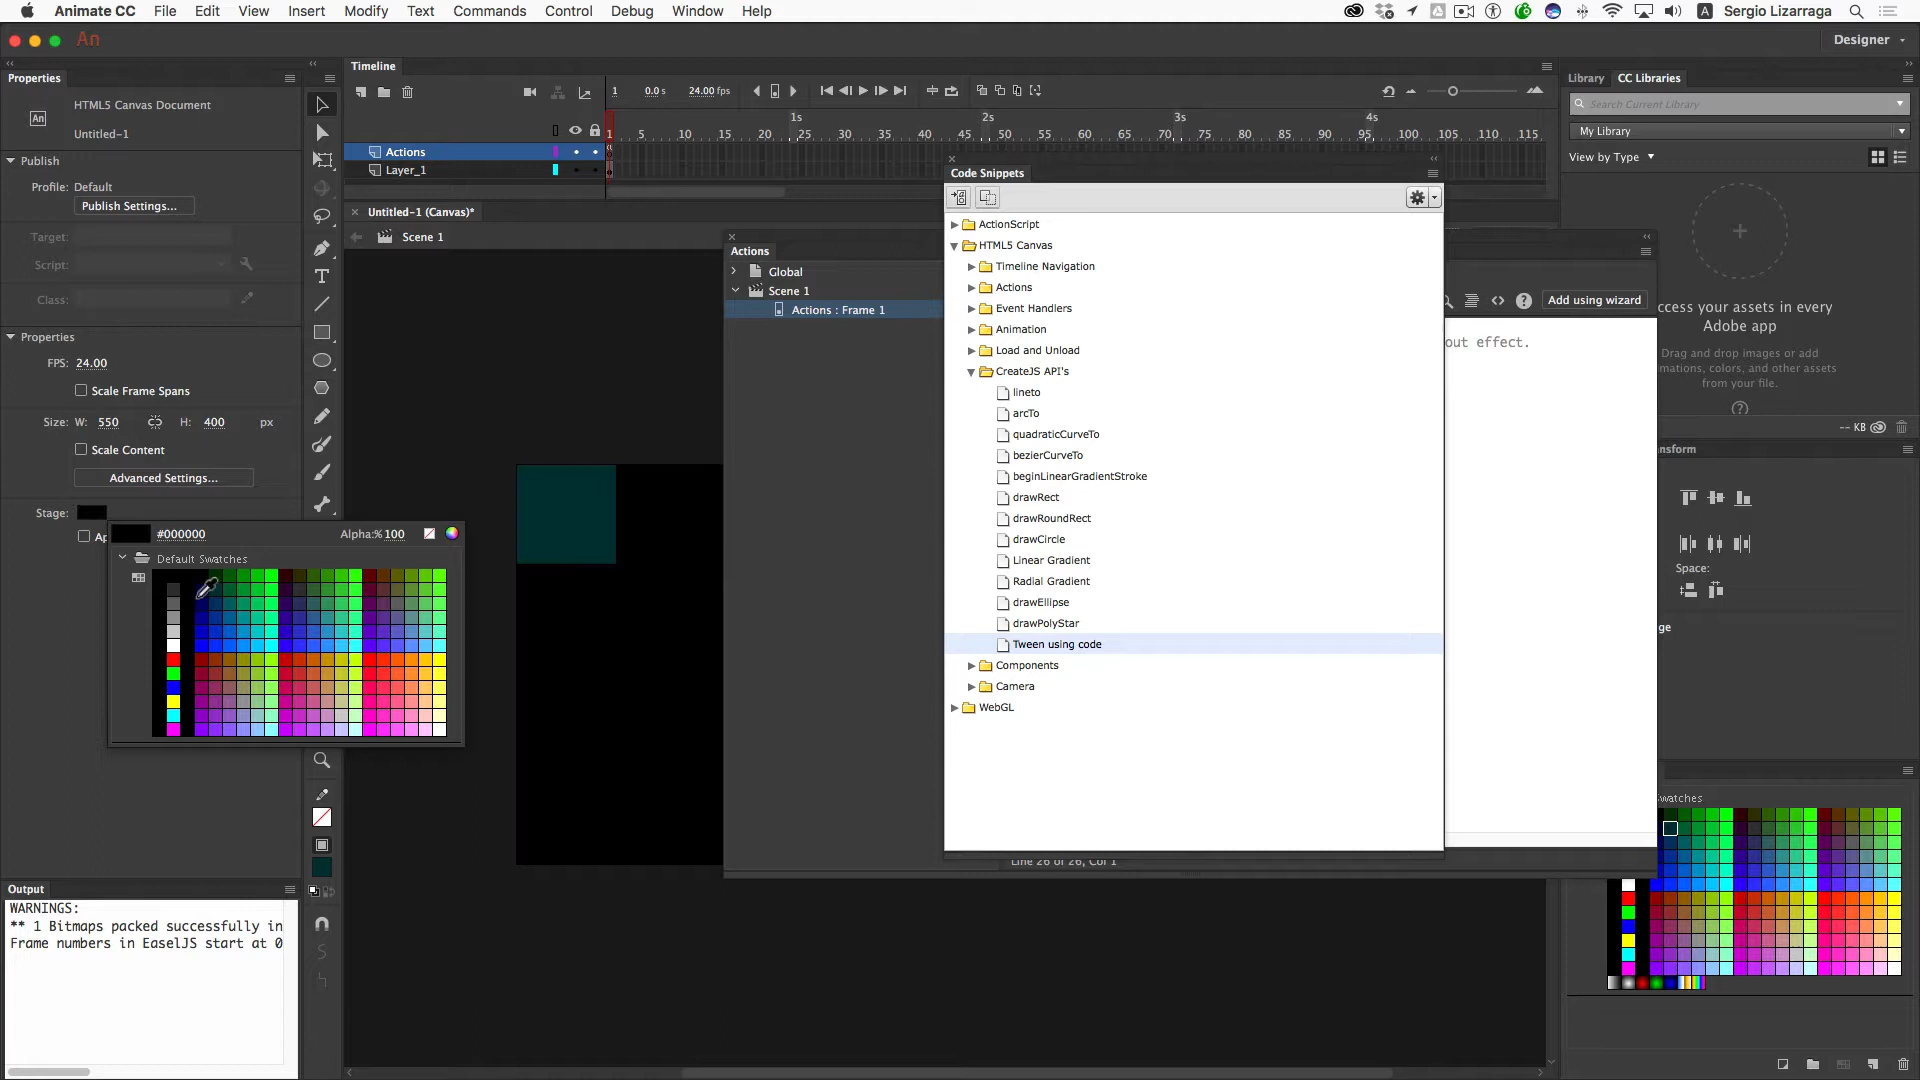 Animate CC File Edit View Insert Modify Text Commands Control Debug Window Help
A Sergio Lizarraga
An Designer
Properties
Timeline
Library CC Libraries
An HTML5 Canvas Document
Untitled-1
1 0.0 s 24.00 fps
Search Current Library
1s 2s 3s 4s
1 5 10 15 20 25 30 35 40 45 50 55 60 65 70 75 80 85 90 95 100 105 110 115
My Library
View by Type
Actions
Layer_1
Publish
Profile: Default
Publish Settings...
Target:
Script:
Class:
Untitled-1 (Canvas)*
Scene 1
Code Snippets
ActionScript
HTML5 Canvas
Timeline Navigation
Actions
Event Handlers
Animation
Load and Unload
CreateJS API's
lineto
arcTo
quadraticCurveTo
bezierCurveTo
beginLinearGradientStroke
drawRect
drawRoundRect
drawCircle
Linear Gradient
Radial Gradient
drawEllipse
drawPolyStar
Tween using code
Components
Camera
WebGL
Actions
Global
Scene 1
Actions : Frame 1
Add using wizard
out effect.
Line 26 of 26, Col 1
ccess your assets in every
Adobe app
Drag and drop images or add
mations, colors, and other assets
from your file.
-- KB
ansform
Space:
ge
watches
Properties
FPS: 24.00
Scale Frame Spans
Size: W: 550 H: 400 px
Scale Content
Advanced Settings...
Stage:
Ap
#000000 Alpha:% 100
Default Swatches
Output
WARNINGS:
** 1 Bitmaps packed successfully in
Frame numbers in EaselJS start at 0